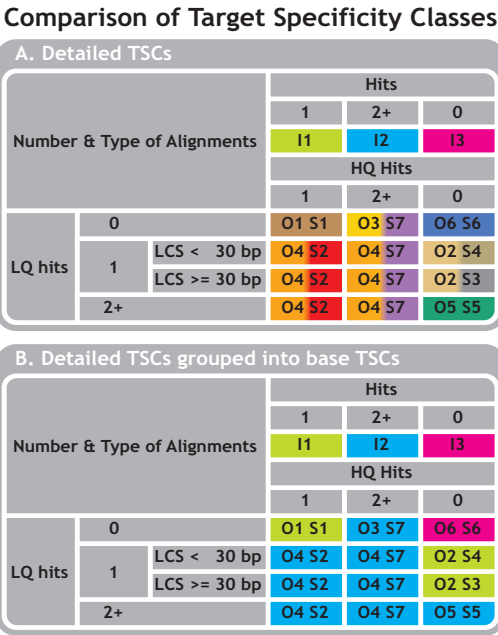 Comparison of Target Specificity Classes
A. Detailed TSCs
Hits
1 2+ 0
Number & Type of Alignments I1 I2 I3
HQ Hits
1 2+ 0
0 O1 S1 O3 S7 O6 S6
LCS < 30 bp O4 S2 O4 S7 O2 S4
LQ hits 1
LCS >= 30 bp O4 S2 O4 S7 O2 S3
2+ O4 S2 O4 S7 O5 S5
B. Detailed TSCs grouped into base TSCs
Hits
1 2+ 0
Number & Type of Alignments I1 I2 I3
HQ Hits
1 2+ 0
0 O1 S1 O3 S7 O6 S6
LCS < 30 bp O4 S2 O4 S7 O2 S4
LQ hits 1
LCS >= 30 bp O4 S2 O4 S7 O2 S3
2+ O4 S2 O4 S7 O5 S5